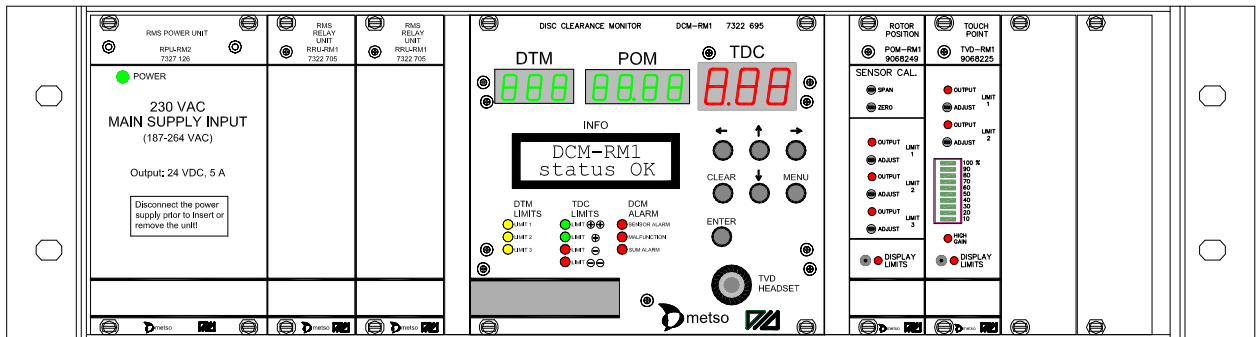 RMS POWER UNIT
RPU-RM2
7327 126
POWER
230 VAC
MAIN SUPPLY INPUT
(187-264 VAC)
Output: 24 VDC, 5 A
Disconnect the power
supply prior to Insert or
remove the unit!
metso
RMS
RELAY
UNIT
RRU-RM1
7322 705
metso
RMS
RELAY
UNIT
RRU-RM1
7322 705
metso
DISC CLEARANCE MONITOR DCM-RM1 7322 695
DTM POM TDC
888 88.88 8.88
INFO
DCM-RM1
status OK
CLEAR MENU
ENTER
DTM
LIMITS
LIMIT 1
LIMIT 2
LIMIT 3
TDC
LIMITS
LIMIT ++
LIMIT +
LIMIT -
LIMIT --
DCM
ALARM
SENSOR ALARM
MALFUNCTION
SUM ALARM
TVD
HEADSET
metso
ROTOR
POSITION
POM-RM1
9068249
SENSOR CAL.
SPAN
ZERO
OUTPUT
LIMIT
1
ADJUST
OUTPUT
LIMIT
2
ADJUST
OUTPUT
LIMIT
3
ADJUST
DISPLAY
LIMITS
metso
TOUCH
POINT
TVD-RM1
9068225
OUTPUT
LIMIT
1
ADJUST
OUTPUT
LIMIT
2
ADJUST
100 %
90
80
70
60
50
40
30
20
10
HIGH
GAIN
DISPLAY
LIMITS
metso